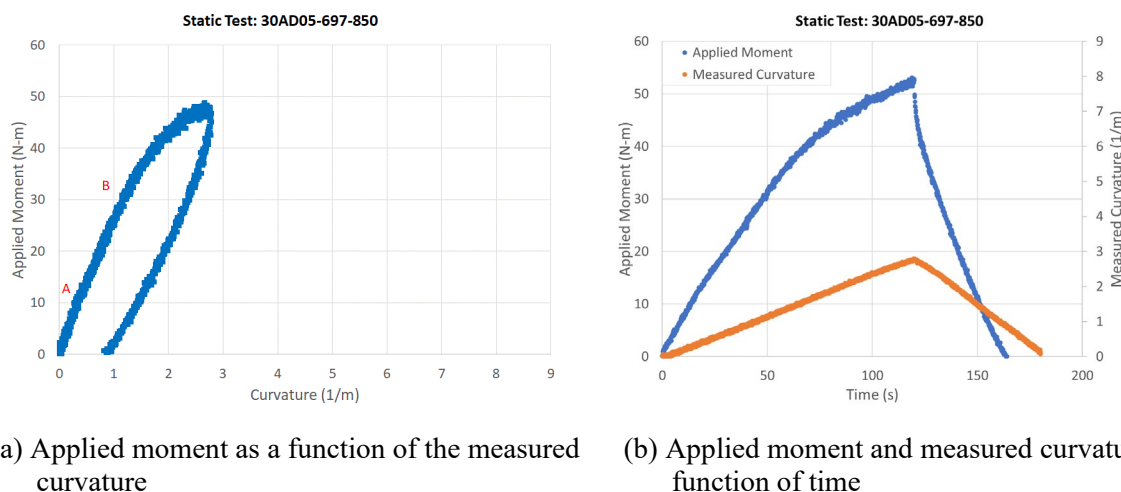 Static Test: 30AD05-697-850
60
50
40
30
20
10
0
Applied Moment (N-m)
B
A
0 1 2 3 4 5 6 7 8 9
Curvature (1/m)
Static Test: 30AD05-697-850
60
50
40
30
20
10
0
Applied Moment (N-m)
Applied Moment
Measured Curvature
9
8
7
6
5
4
3
2
1
0
Measured Curvature (1/m)
0 50 100 150 200
Time (s)
a) Applied moment as a function of the measured
curvature
(b) Applied moment and measured curvatu
function of time